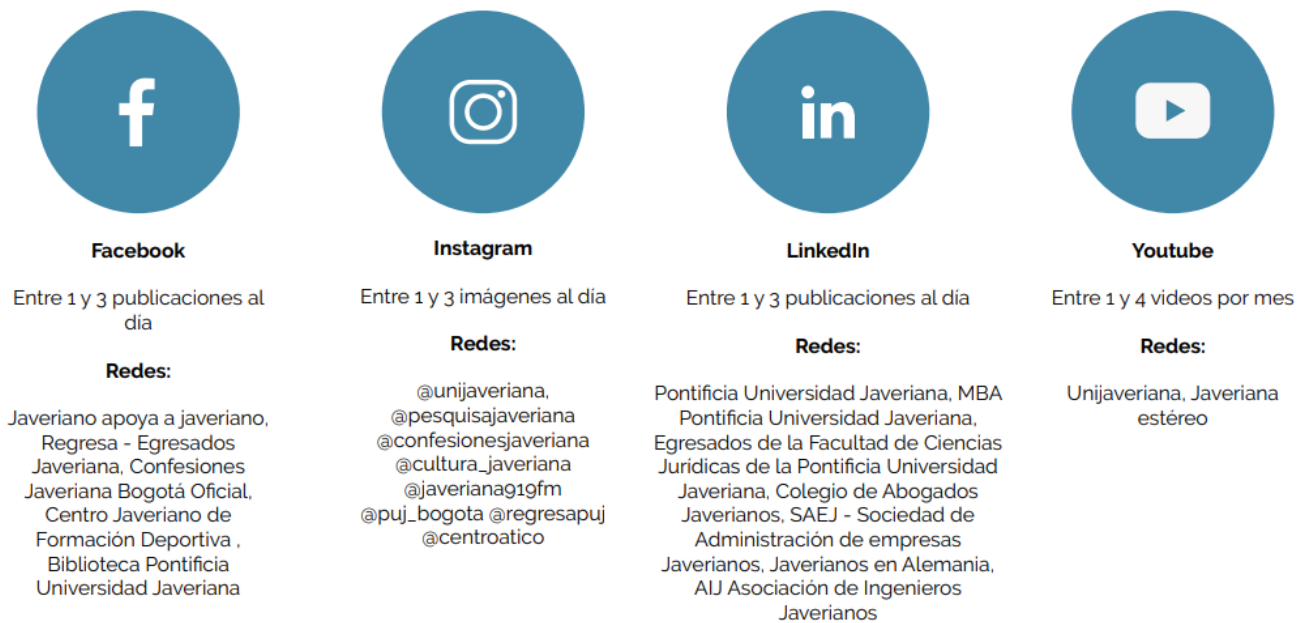 Facebook
Entre 1 y 3 publicaciones al
día
Redes:
Javeriano apoya a javeriano,
Regresa - Egresados
Javeriana, Confesiones
Javeriana Bogotá Oficial,
Centro Javeriano de
Formación Deportiva ,
Biblioteca Pontificia
Universidad Javeriana
Instagram
Entre 1 y 3 imágenes al día
Redes:
@unijaveriana,
@pesquisajaveriana
@confesionesjaveriana
@cultura_javeriana
@javeriana919fm
@puj_bogota @regresapuj
@centroatico
LinkedIn
Entre 1 y 3 publicaciones al día
Redes:
Pontificia Universidad Javeriana, MBA
Pontificia Universidad Javeriana,
Egresados de la Facultad de Ciencias
Jurídicas de la Pontificia Universidad
Javeriana, Colegio de Abogados
Javerianos, SAEJ - Sociedad de
Administración de empresas
Javerianos, Javerianos en Alemania,
AIJ Asociación de Ingenieros
Javerianos
Youtube
Entre 1 y 4 videos por mes
Redes:
Unijaveriana, Javeriana
estéreo